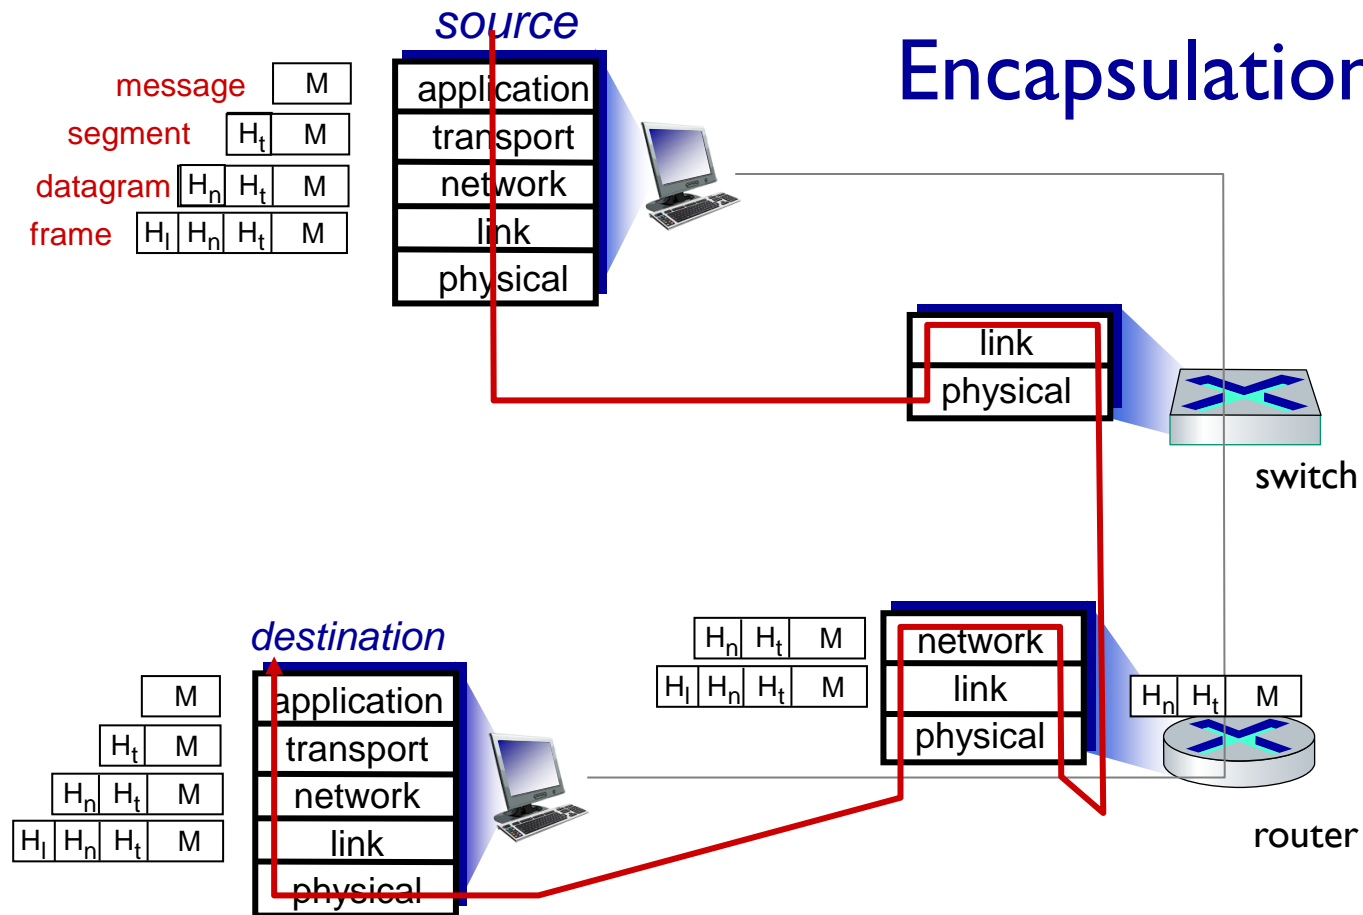 source
Encapsulation
message M
segment Ht M
datagram Hn Ht M
frame Hl Hn Ht M
application
transport
network
link
physical
link
physical
switch
Hn Ht M
Hl Hn Ht M
network
link
physical
Hn Ht M
router
destination
M
Ht M
Hn Ht M
Hl Hn Ht M
application
transport
network
link
physical